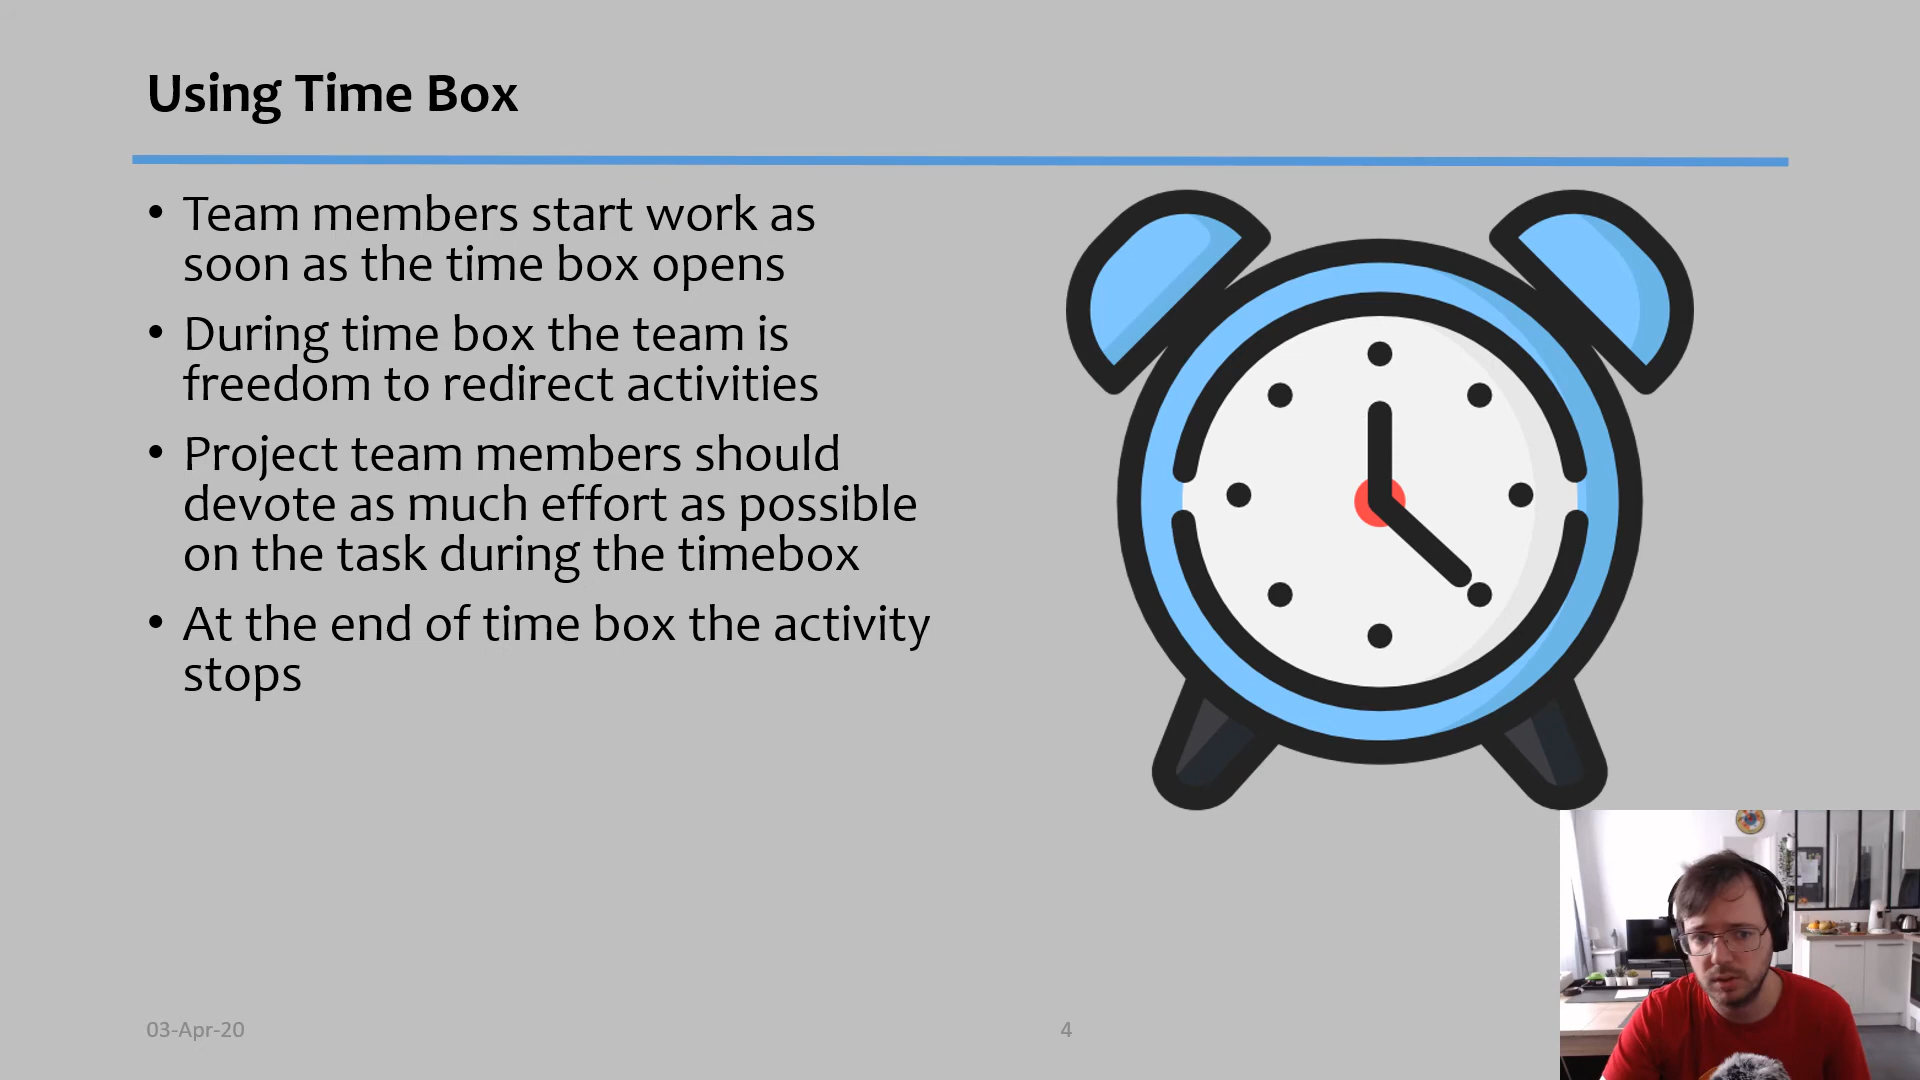 Using Time Box
• Team members start work as
soon as the time box opens
• During time box the team is
freedom to redirect activities
• Project team members should
devote as much effort as possible
on the task during the timebox
• At the end of time box the activity
stops
03-Apr-20
4